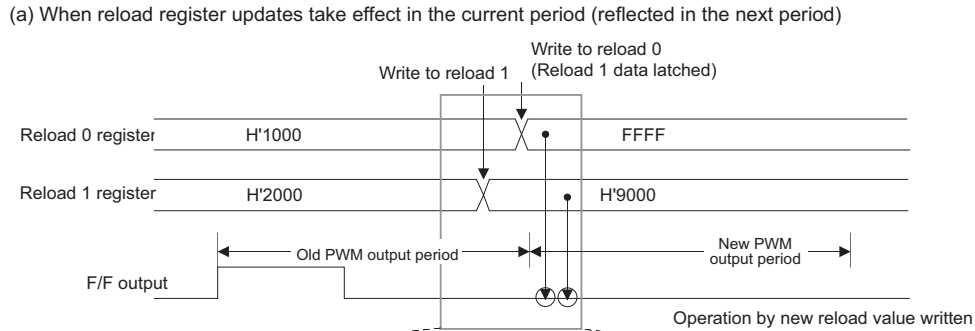 (a) When reload register updates take effect in the current period (reflected in the next period)
Write to reload 0
(Reload 1 data latched)
Write to reload 1
Reload 0 register
H'1000
FFFF
Reload 1 register
H'2000
H'9000
Old PWM output period
New PWM
output period
F/F output
Operation by new reload value written